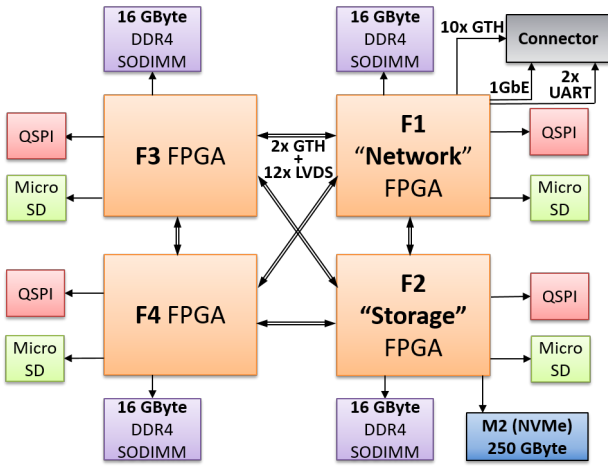 16 GByte
DDR4
SODIMM
16 GByte
DDR4
SODIMM
10x GTH
Connector
1GbE
2x
UART
QSPI
F3 FPGA
2x GTH
+
12x LVDS
F1
“Network”
FPGA
QSPI
Micro
SD
Micro
SD
QSPI
F4 FPGA
F2
“Storage”
FPGA
QSPI
Micro
SD
Micro
SD
16 GByte
DDR4
SODIMM
16 GByte
DDR4
SODIMM
M2 (NVMe)
250 GByte